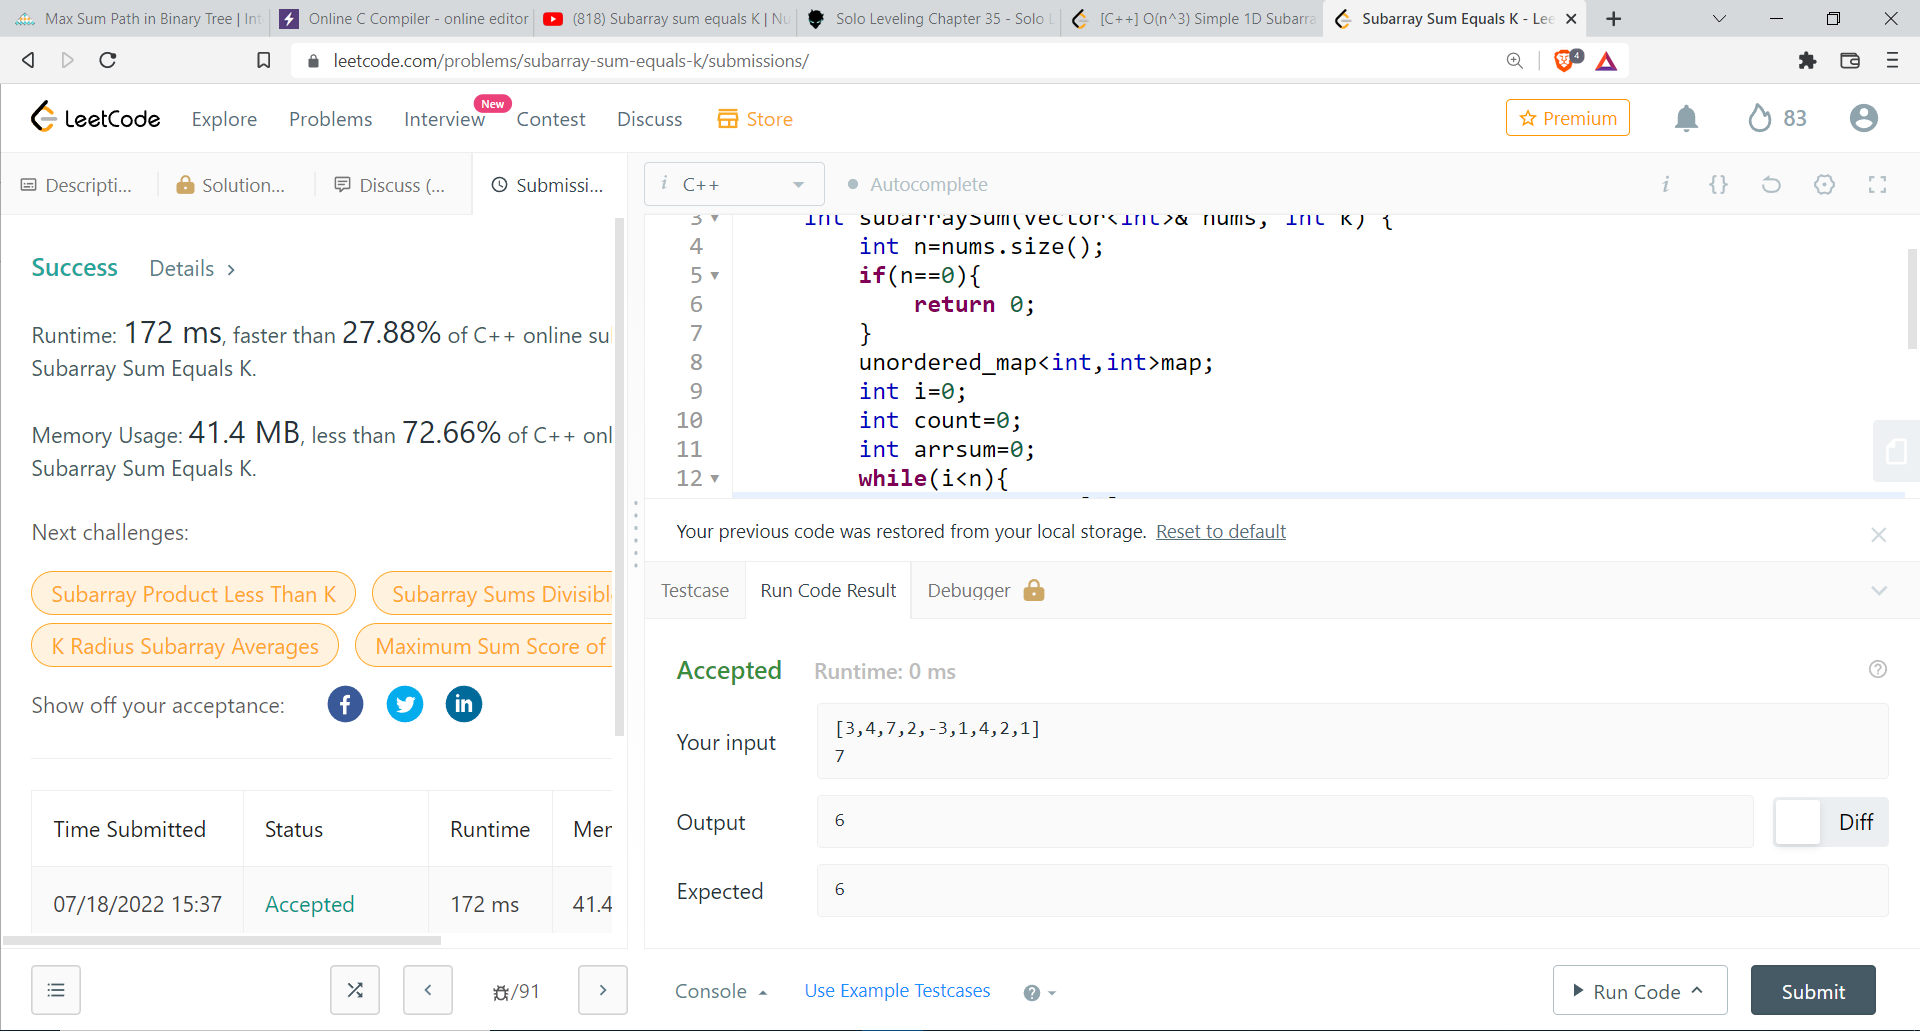 Max Sum Path in Binary Tree | Int
Online C Compiler - online editor
(818) Subarray sum equals K | Nu
Solo Leveling Chapter 35 - Solo L
[C++] O(n^3) Simple 1D Subarra
Subarray Sum Equals K - Lee
leetcode.com/problems/subarray-sum-equals-k/submissions/
4
LeetCode
Explore
Problems
Interview
New
Contest
Discuss
Store
Premium
83
Descripti...
Solution...
Discuss (...
Submissi...
i C++
Autocomplete
i
{}
Success
Details >
Runtime: 172 ms, faster than 27.88% of C++ online su
Subarray Sum Equals K.
Memory Usage: 41.4 MB, less than 72.66% of C++ onl
Subarray Sum Equals K.
Next challenges:
Subarray Product Less Than K
Subarray Sums Divisibl
K Radius Subarray Averages
Maximum Sum Score of
Show off your acceptance:
Time Submitted
Status
Runtime
Mer
07/18/2022 15:37
Accepted
172 ms
41.4
3 int subarraySum(vector<int>& nums, int k) {
4 int n=nums.size();
5 if(n==0){
6 return 0;
7 }
8 unordered_map<int,int>map;
9 int i=0;
10 int count=0;
11 int arrsum=0;
12 while(i<n){
Your previous code was restored from your local storage. Reset to default
Testcase
Run Code Result
Debugger
Accepted
Runtime: 0 ms
Your input
[3,4,7,2,-3,1,4,2,1]
7
Output
6
Diff
Expected
6
/91
Console
Use Example Testcases
Run Code
Submit